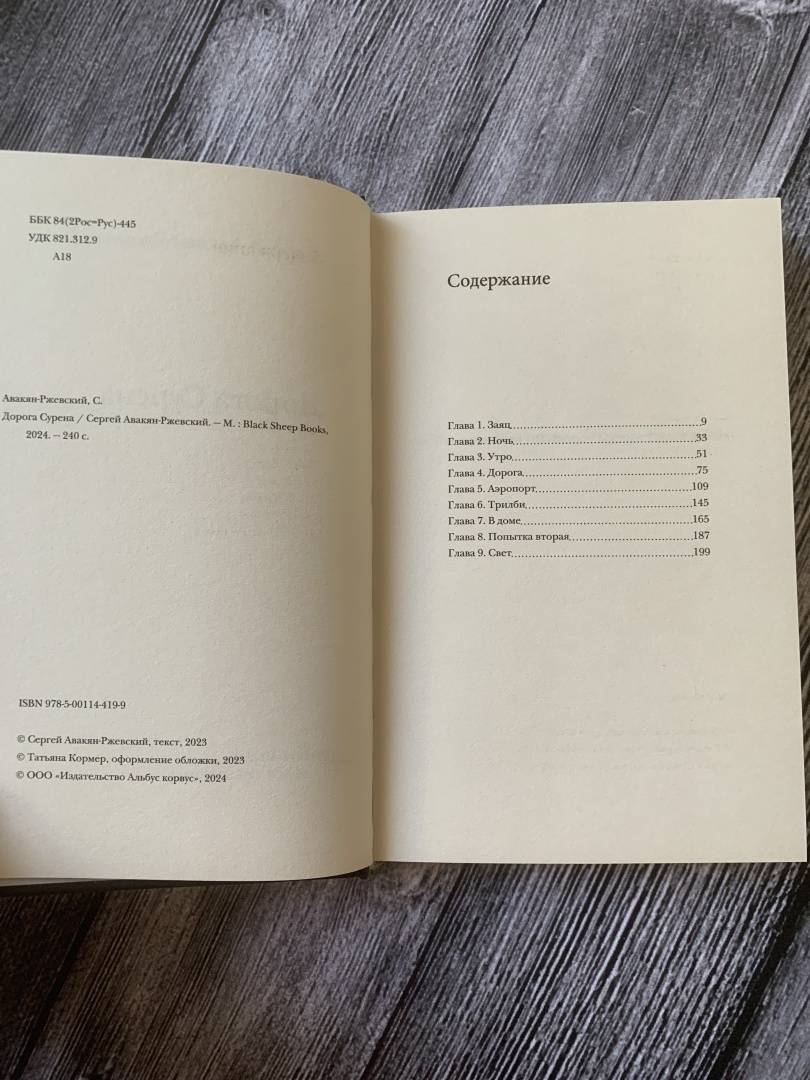 ББК 84(2Рос=Рус)-445
УДК 821.312.9
А18
Авакян-Ржевский, С.
Дорога Сурена / Сергей Авакян-Ржевский. — М. : Black Sheep Books,
2024. — 240 с.
ISBN 978-5-00114-419-9
© Сергей Авакян-Ржевский, текст, 2023
© Татьяна Кормер, оформление обложки, 2023
© ООО «Издательство Альбус корвус», 2024
Содержание
Глава 1. Заяц 9
Глава 2. Ночь 33
Глава 3. Утро 51
Глава 4. Дорога 75
Глава 5. Аэропорт 109
Глава 6. Трилби 145
Глава 7. В доме 165
Глава 8. Попытка вторая 187
Глава 9. Свет 199